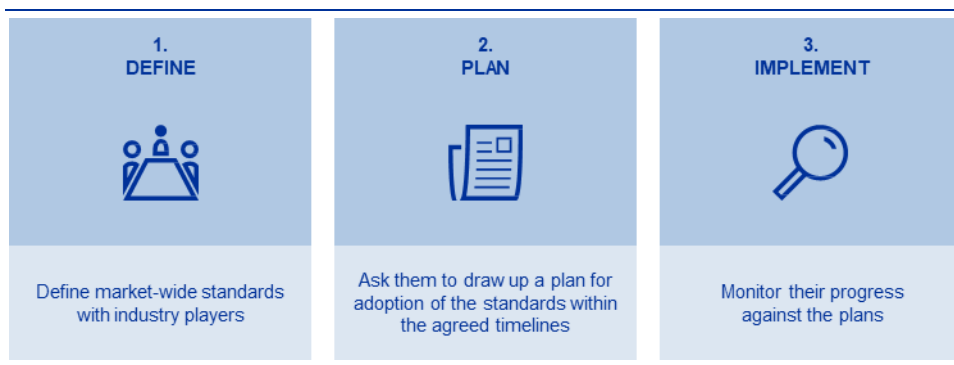 1.
DEFINE
Define market-wide standards
with industry players
2.
PLAN
Ask them to draw up a plan for
adoption of the standards within
the agreed timelines
3.
IMPLEMENT
Monitor their progress
against the plans